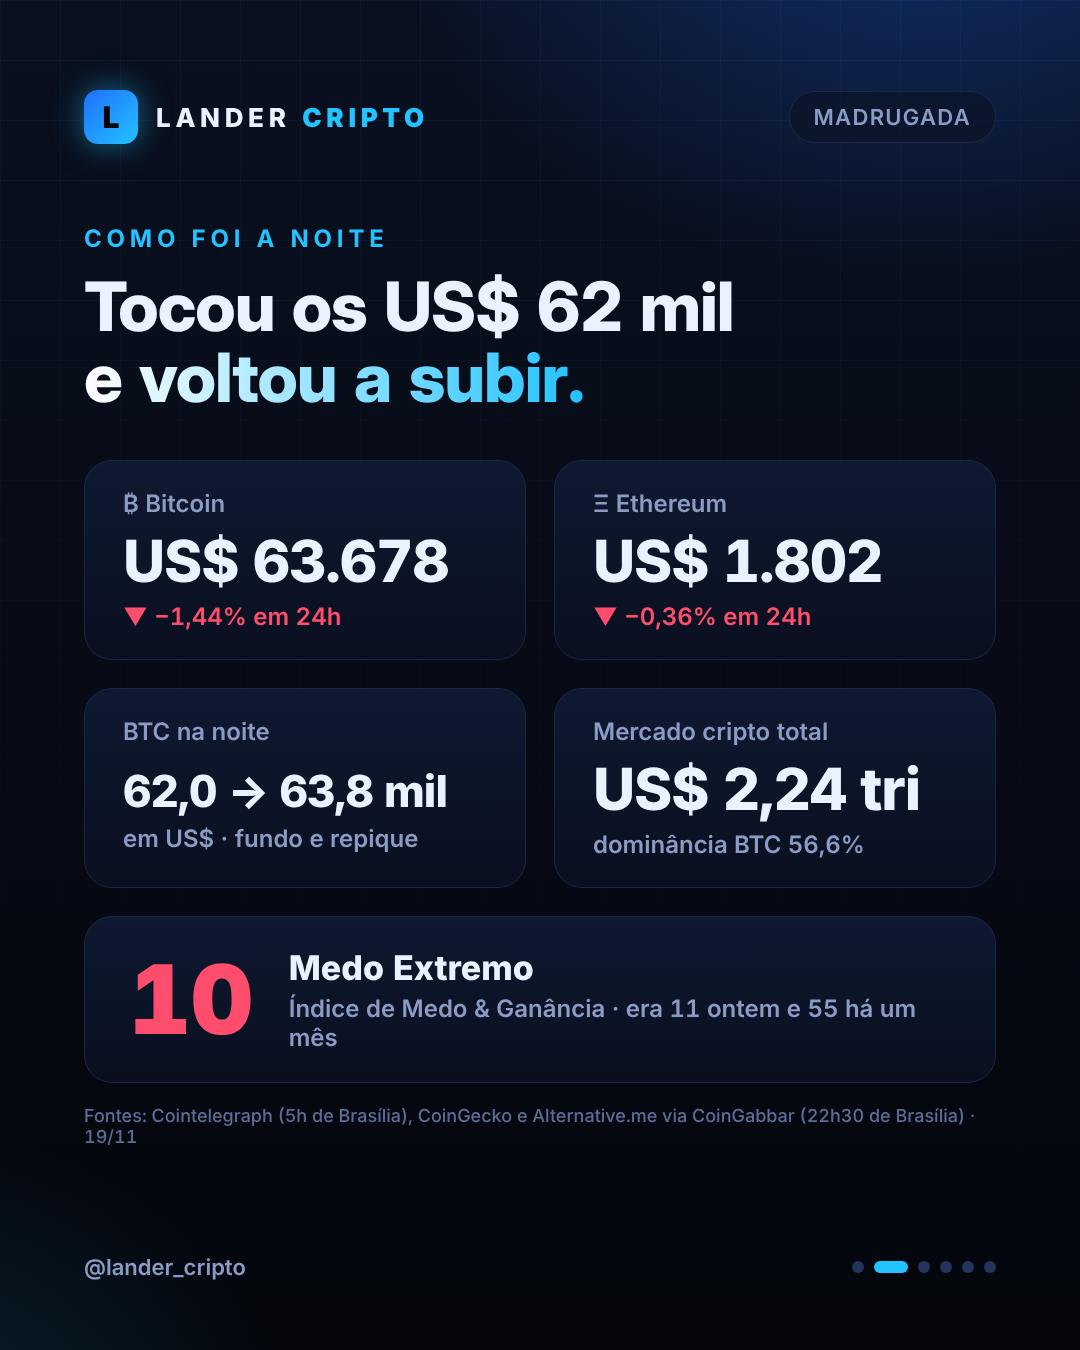 L LANDER CRIPTO
MADRUGADA
COMO FOI A NOITE
Tocou os US$ 62 mil
e voltou a subir.
₿ Bitcoin
US$ 63.678
▼ −1,44% em 24h
Ξ Ethereum
US$ 1.802
▼ −0,36% em 24h
BTC na noite
62,0 → 63,8 mil
em US$ · fundo e repique
Mercado cripto total
US$ 2,24 tri
dominância BTC 56,6%
10
Medo Extremo
Índice de Medo & Ganância · era 11 ontem e 55 há um
mês
Fontes: Cointelegraph (5h de Brasília), CoinGecko e Alternative.me via CoinGabbar (22h30 de Brasília) ·
19/11
@lander_cripto